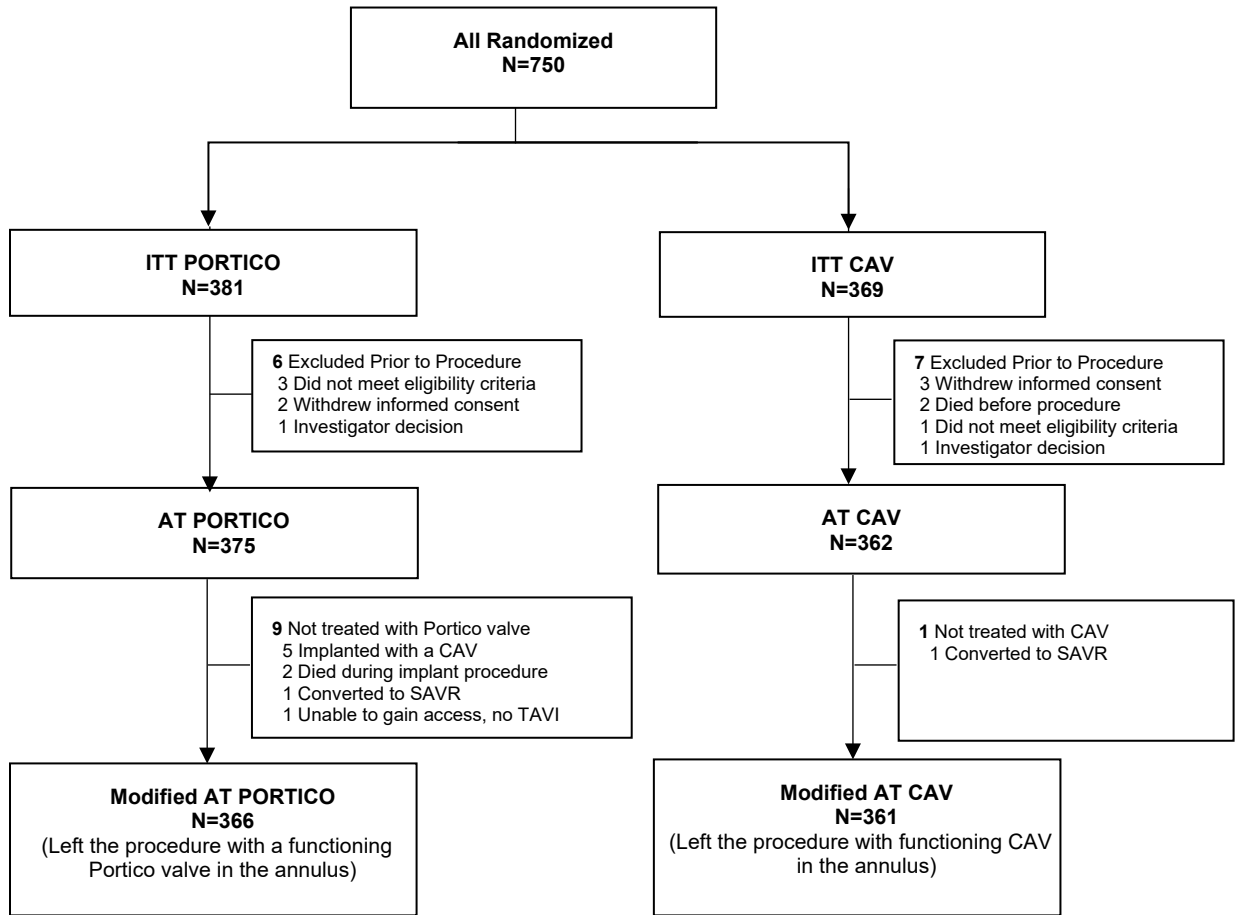 All Randomized
N=750
ITT PORTICO
N=381
ITT CAV
N=369
6 Excluded Prior to Procedure
3 Did not meet eligibility criteria
2 Withdrew informed consent
1 Investigator decision
7 Excluded Prior to Procedure
3 Withdrew informed consent
2 Died before procedure
1 Did not meet eligibility criteria
1 Investigator decision
AT PORTICO
N=375
AT CAV
N=362
9 Not treated with Portico valve
5 Implanted with a CAV
2 Died during implant procedure
1 Converted to SAVR
1 Unable to gain access, no TAVI
1 Not treated with CAV
1 Converted to SAVR
Modified AT PORTICO
N=366
(Left the procedure with a functioning
Portico valve in the annulus)
Modified AT CAV
N=361
(Left the procedure with functioning CAV
in the annulus)